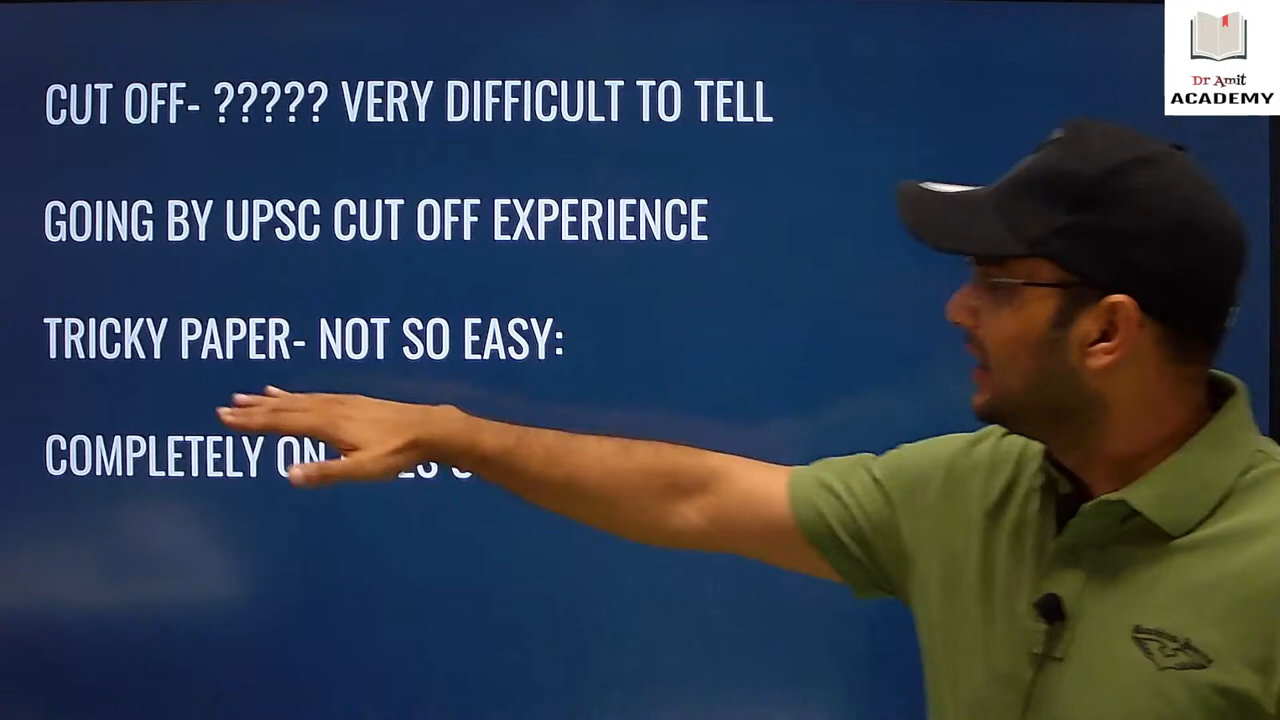 CUT OFF- ????? VERY DIFFICULT TO TELL
Dr Amit
ACADEMY
GOING BY UPSC CUT OFF EXPERIENCE
TRICKY PAPER- NOT SO EASY:
COMPLETELY ON